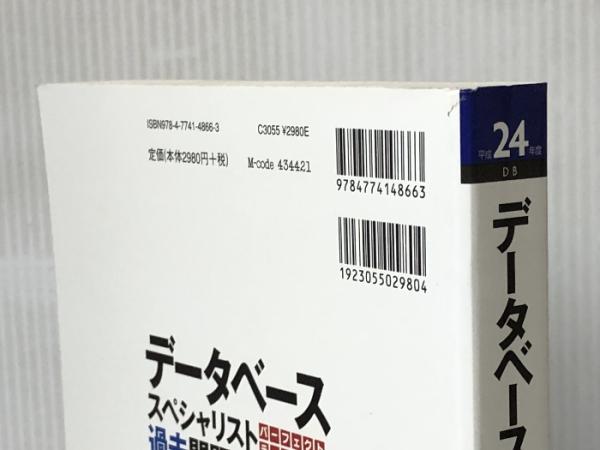 ISBN978-4-7741-4866-3
C3055 ¥2980E
定価(本体2980円+税)
M-code 434421
9784774148663
1923055029804
データベース
スペシャリスト
パーフェクト
過去問
平成24年度
DB
データベース